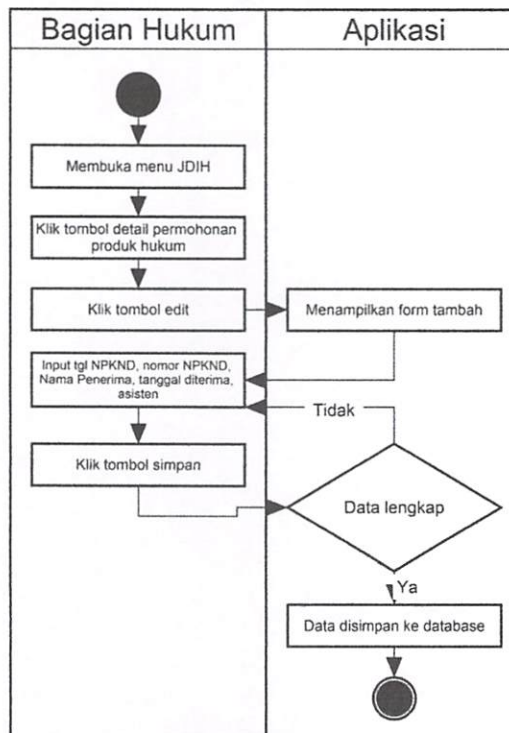 Bagian Hukum
Aplikasi
Membuka menu JDIH
Klik tombol detail permohonan
produk hukum
Klik tombol edit
Menampilkan form tambah
Input tgl NPKND, nomor NPKND,
Nama Penerima, tanggal diterima,
asisten
Tidak
Klik tombol simpan
Data lengkap
Ya
Data disimpan ke database